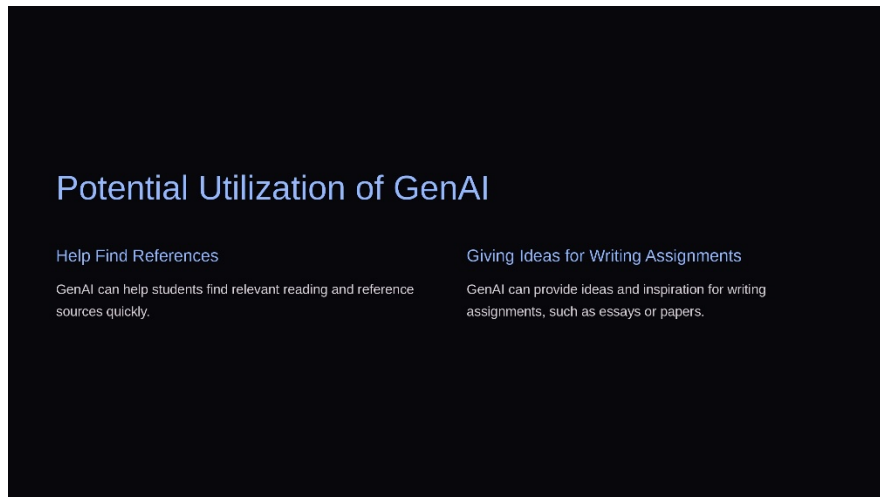 Potential Utilization of GenAI
Help Find References
GenAI can help students find relevant reading and reference
sources quickly.
Giving Ideas for Writing Assignments
GenAI can provide ideas and inspiration for writing
assignments, such as essays or papers.